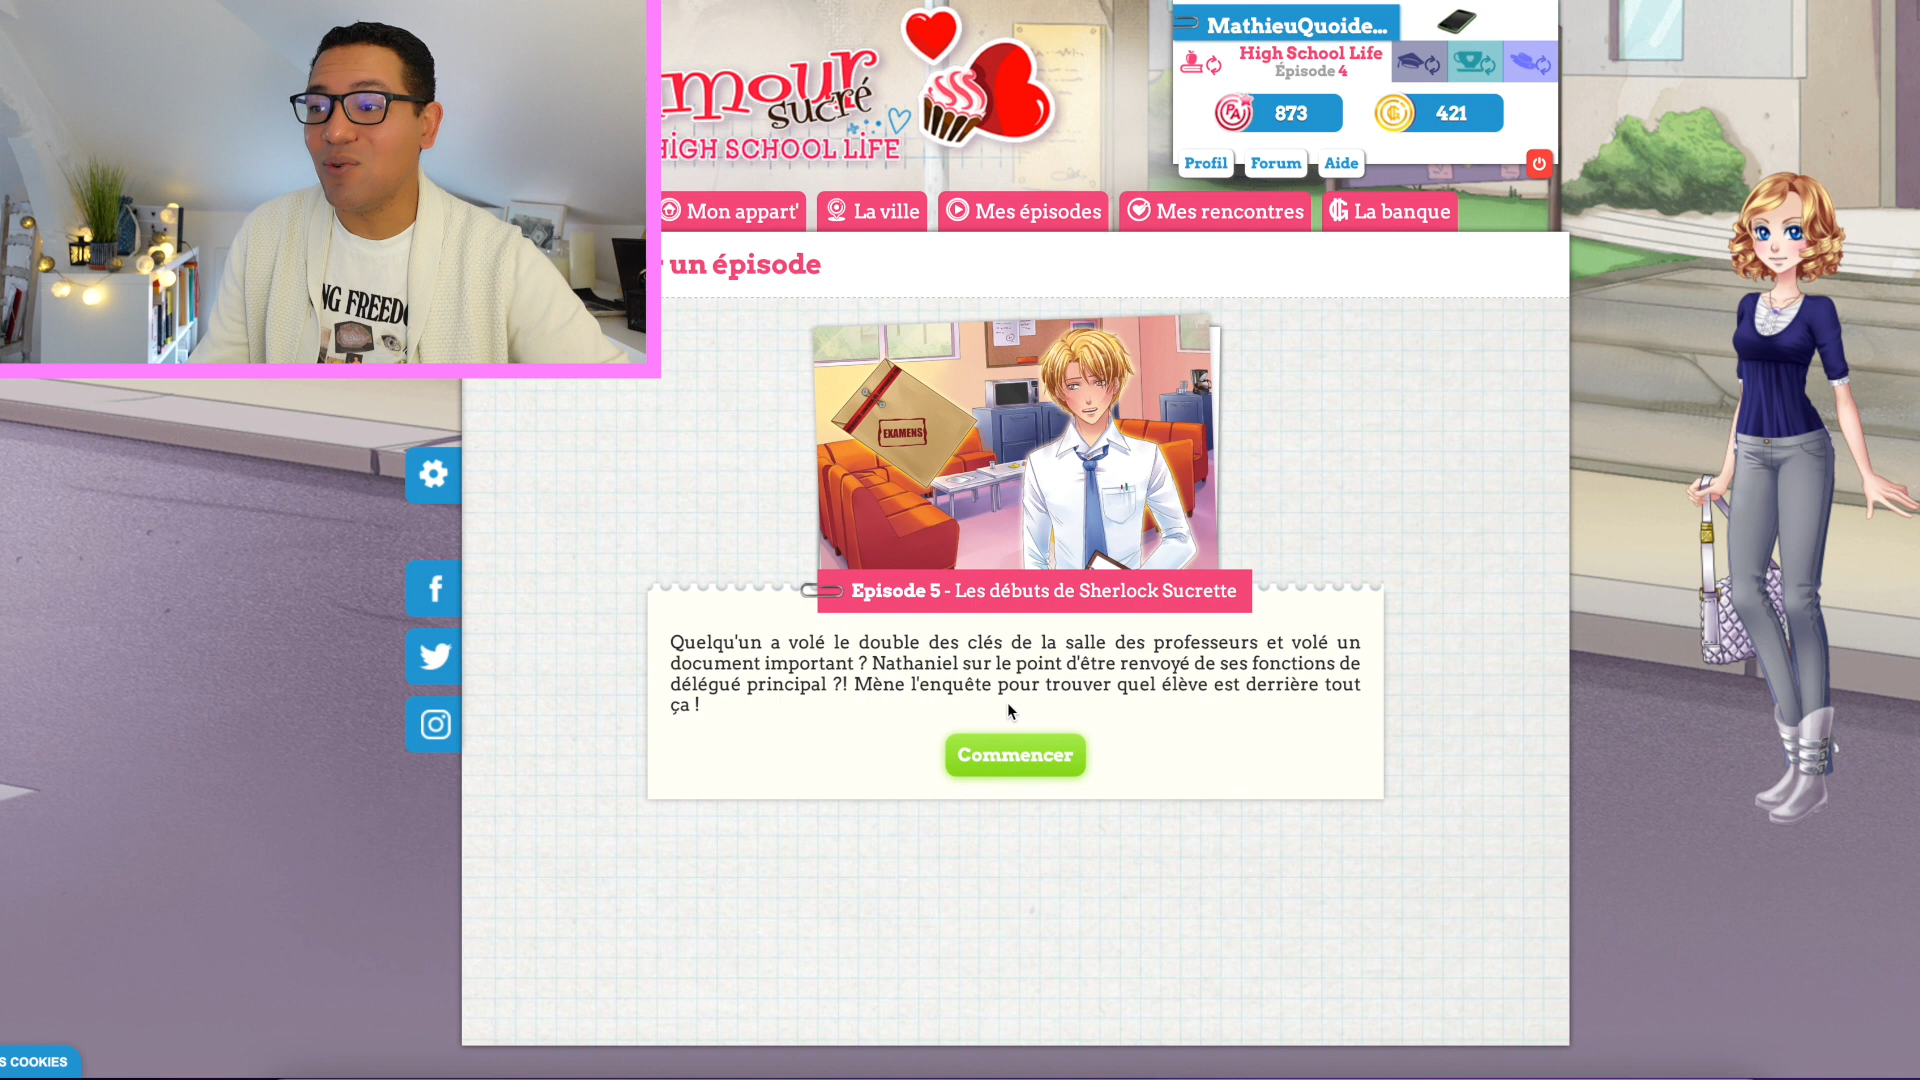 NG FREEDO
mour
sucré
HIGH SCHOOL LIFE
MathieuQuoide...
High School Life
Épisode 4
PA
873
421
Profil
Forum
Aide
Mon appart'
La ville
Mes épisodes
Mes rencontres
La banque
un épisode
EXAMENS
Episode 5 - Les débuts de Sherlock Sucrette
Quelqu'un a volé le double des clés de la salle des professeurs et volé un
document important ? Nathaniel sur le point d'être renvoyé de ses fonctions de
délégué principal ?! Mène l'enquête pour trouver quel élève est derrière tout
ça !
Commencer
S COOKIES